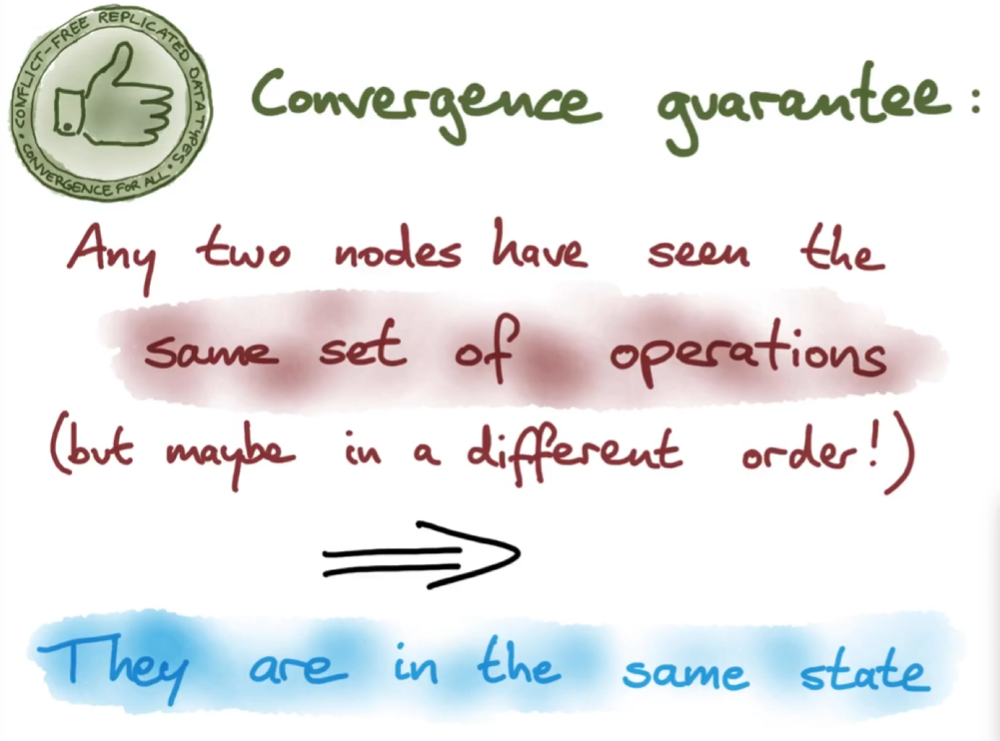 CONFLICT-FREE REPLICATED DATA TYPES •
CONVERGENCE FOR ALL •
Convergence guarantee:
Any two nodes have seen the
same set of operations
(but maybe in a different order!)
⟹
They are in the same state